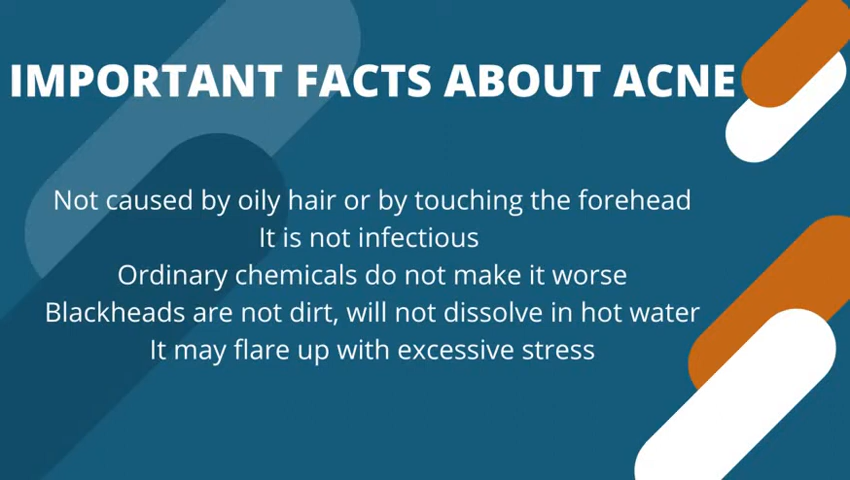 IMPORTANT FACTS ABOUT ACNE
Not caused by oily hair or by touching the forehead
It is not infectious
Ordinary chemicals do not make it worse
Blackheads are not dirt, will not dissolve in hot water
It may flare up with excessive stress